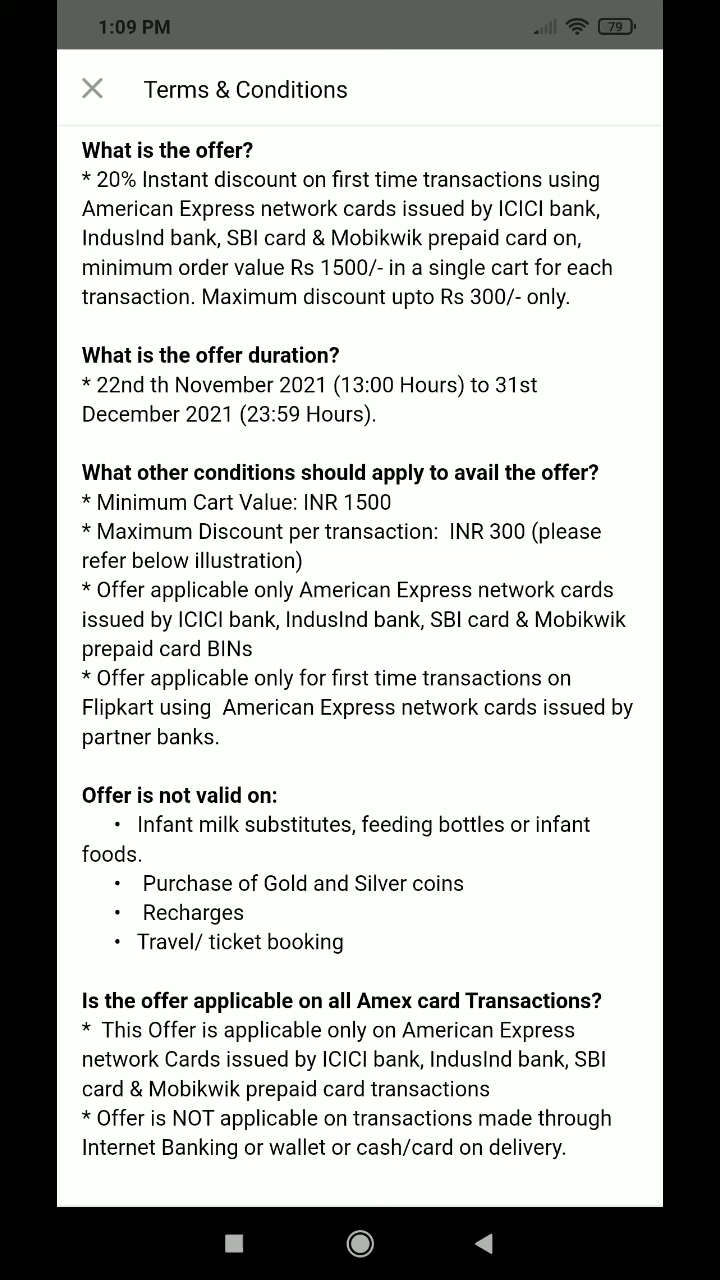 1:09 PM
79
Terms & Conditions
What is the offer?
* 20% Instant discount on first time transactions using
American Express network cards issued by ICICI bank,
IndusInd bank, SBI card & Mobikwik prepaid card on,
minimum order value Rs 1500/- in a single cart for each
transaction. Maximum discount upto Rs 300/- only.
What is the offer duration?
* 22nd th November 2021 (13:00 Hours) to 31st
December 2021 (23:59 Hours).
What other conditions should apply to avail the offer?
* Minimum Cart Value: INR 1500
* Maximum Discount per transaction:  INR 300 (please
refer below illustration)
* Offer applicable only American Express network cards
issued by ICICI bank, IndusInd bank, SBI card & Mobikwik
prepaid card BINs
* Offer applicable only for first time transactions on
Flipkart using  American Express network cards issued by
partner banks.
Offer is not valid on:
• Infant milk substitutes, feeding bottles or infant
foods.
• Purchase of Gold and Silver coins
• Recharges
• Travel/ ticket booking
Is the offer applicable on all Amex card Transactions?
*  This Offer is applicable only on American Express
network Cards issued by ICICI bank, IndusInd bank, SBI
card & Mobikwik prepaid card transactions
* Offer is NOT applicable on transactions made through
Internet Banking or wallet or cash/card on delivery.